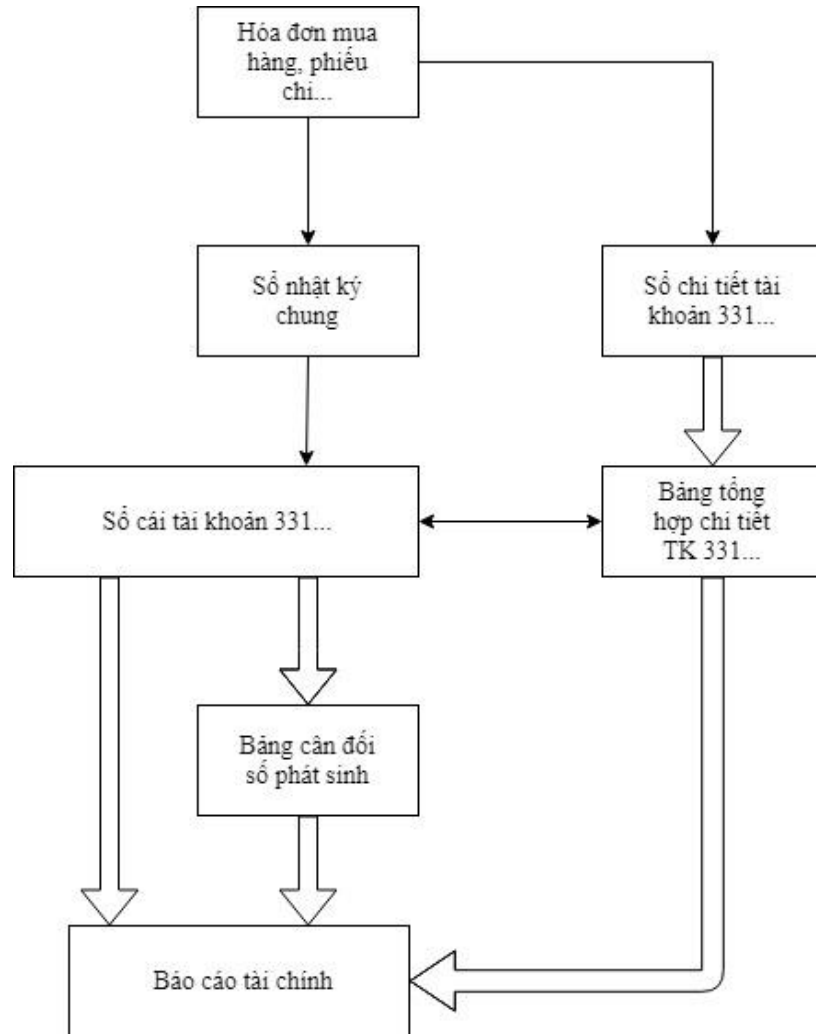 Hóa đơn mua
hàng, phiếu
chi...
Sổ nhật ký
chung
Sổ chi tiết tài
khoản 331...
Sổ cái tài khoản 331...
Bảng tổng
hợp chi tiết
TK 331...
Bảng cân đối
số phát sinh
Báo cáo tài chính